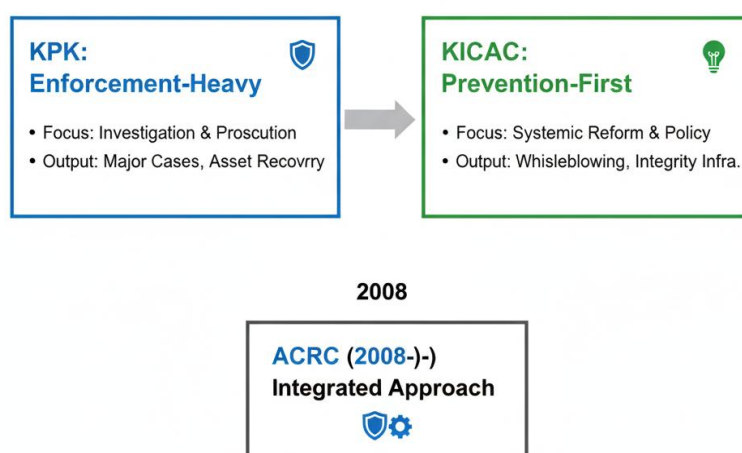 KPK:
Enforcement-Heavy
• Focus: Investigation & Proscution
• Output: Major Cases, Asset Recovrry
KICAC:
Prevention-First
• Focus: Systemic Reform & Policy
• Output: Whisleblowing, Integrity Infra.
2008
ACRC (2008-)-)
Integrated Approach